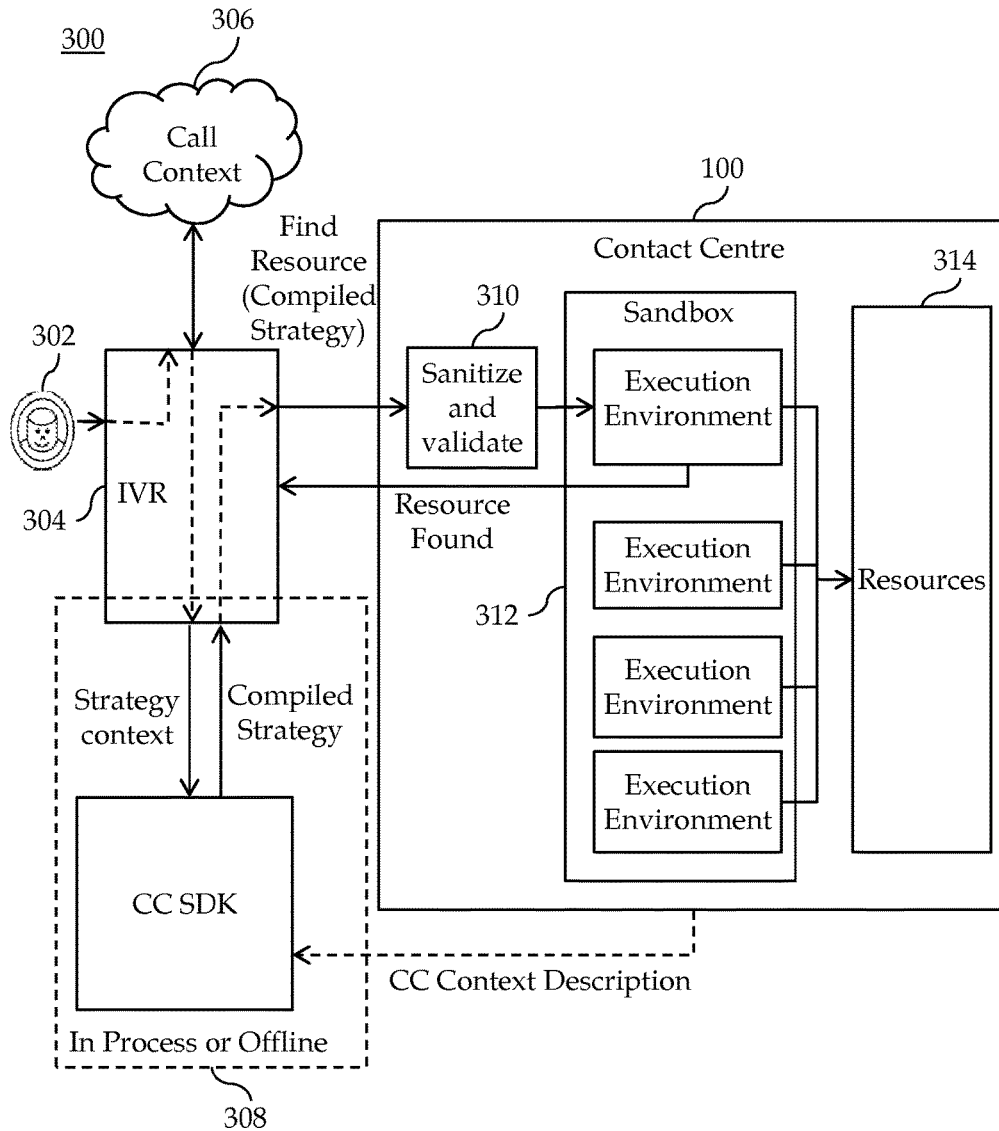 300
306
Call
Context
Find
Resource
(Compiled
Strategy)
100
Contact Centre
314
310
Sandbox
302
Sanitize
and
validate
Execution
Environment
IVR
304
Resource
Found
Execution
Environment
Resources
312
Execution
Environment
Strategy
context
Compiled
Strategy
Execution
Environment
CC SDK
CC Context Description
In Process or Offline
308